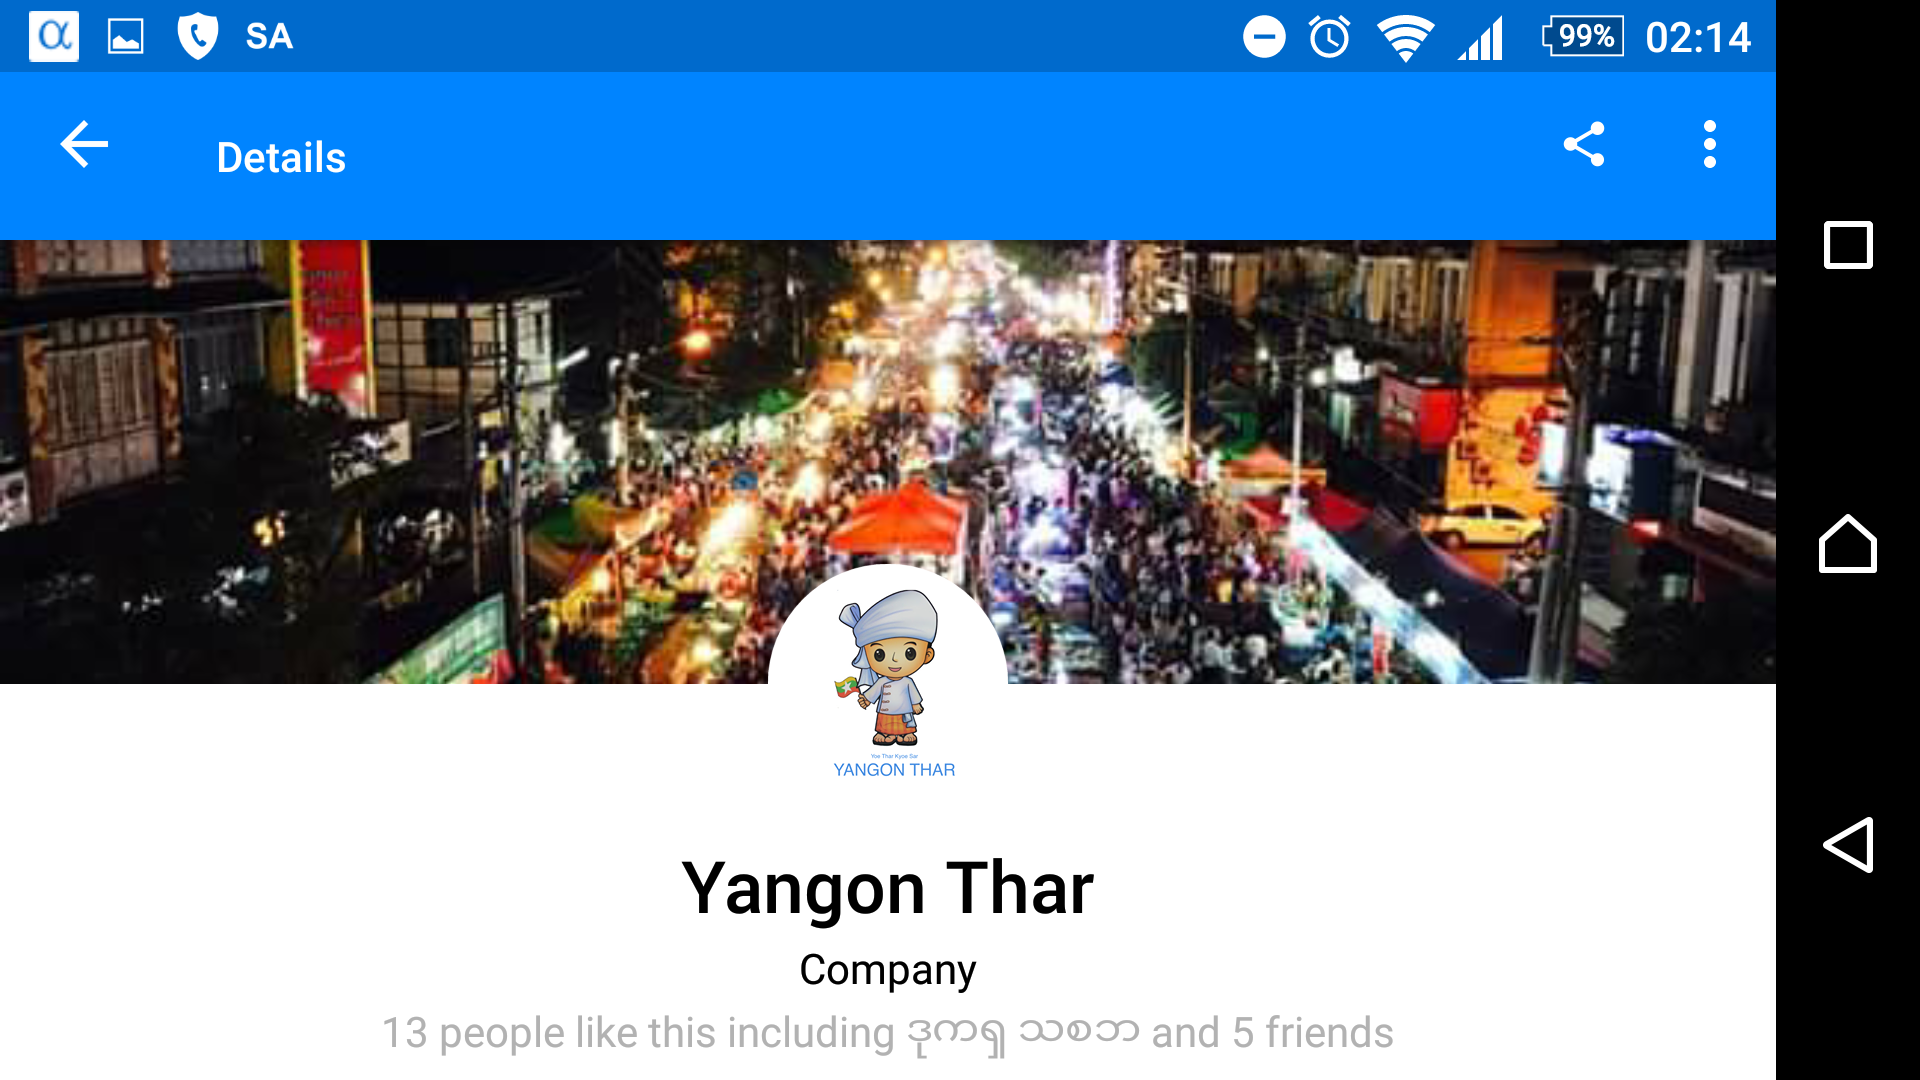 SA
99%
02:14
Details
Yoe Thar Kyoe Sar
YANGON THAR
Yangon Thar
Company
13 people like this including ဒုကရှ သစဘ and 5 friends